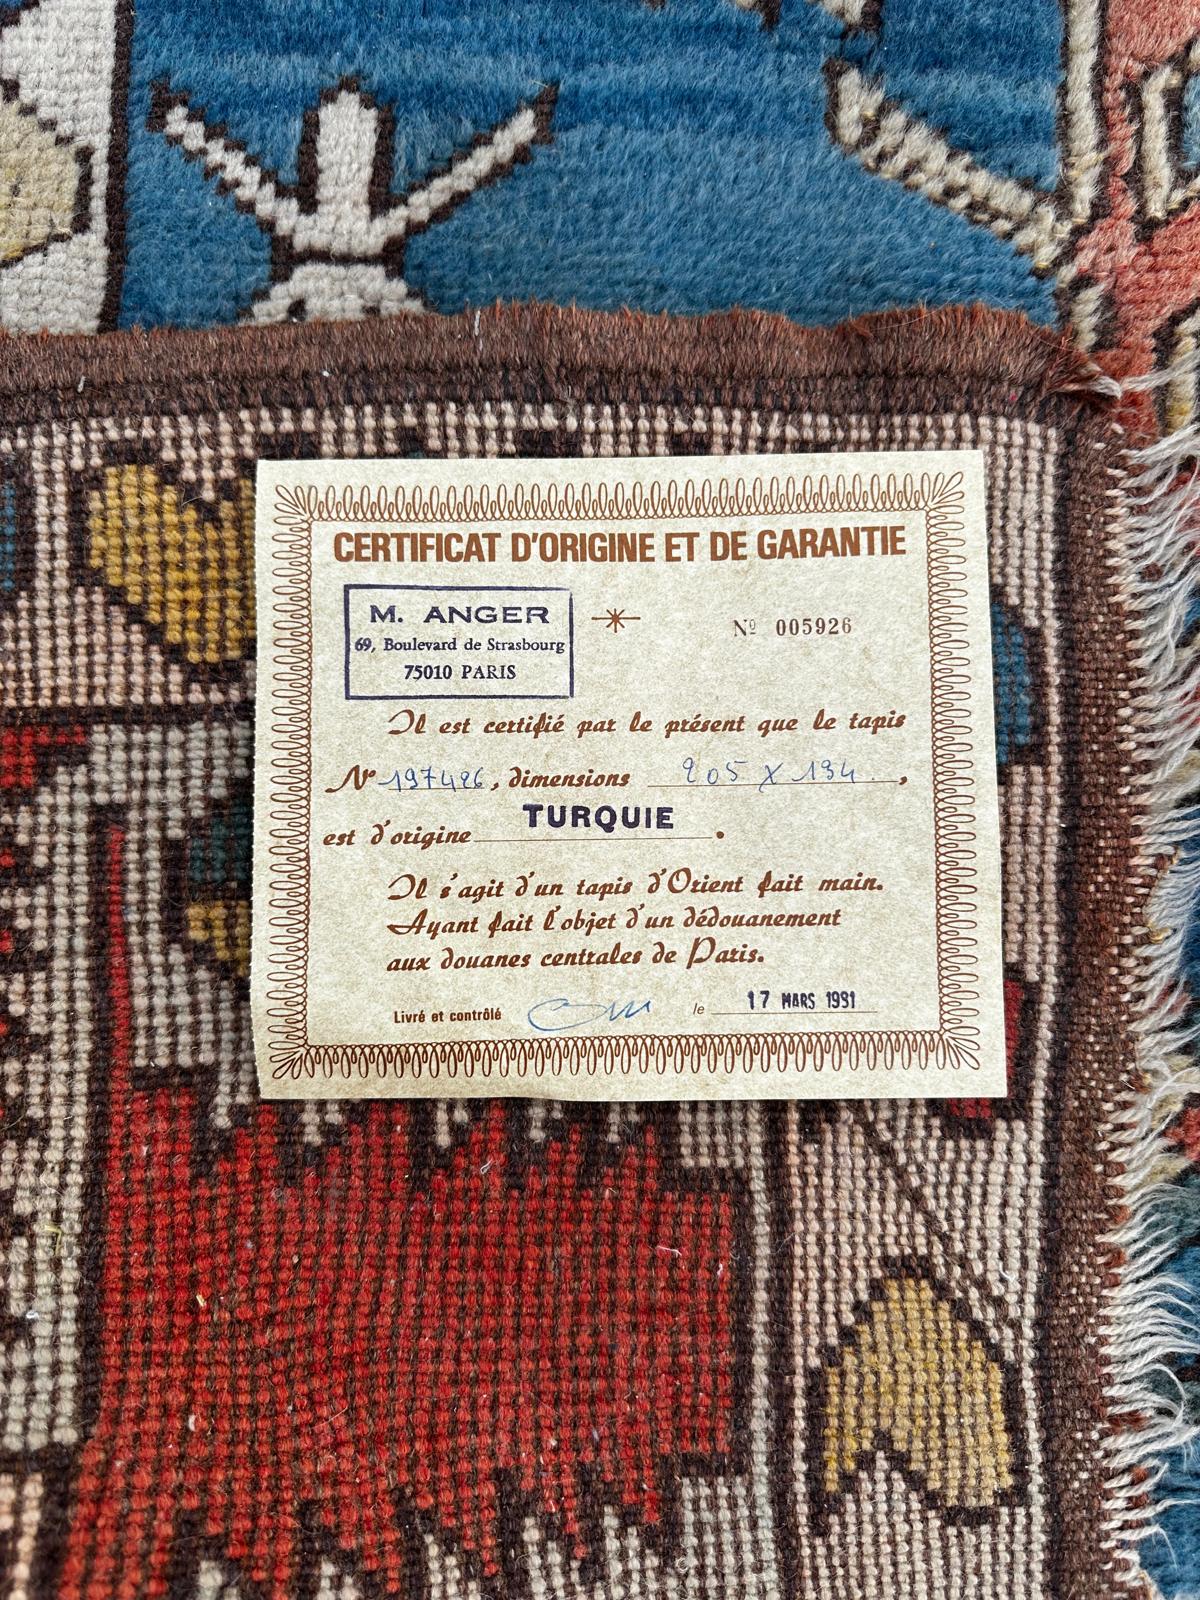 CERTIFICAT D'ORIGINE ET DE GARANTIE
M. ANGER
69, Boulevard de Strasbourg
75010 PARIS
Nº 005926
Il est certifié par le présent que le tapis
Nº 197426, dimensions 205 X 134,
est d'origine TURQUIE.
Il s'agit d'un tapis d'Orient fait main.
Ayant fait l'objet d'un dédouanement
aux douanes centrales de Paris.
Livré et contrôlé le 17 MARS 1991